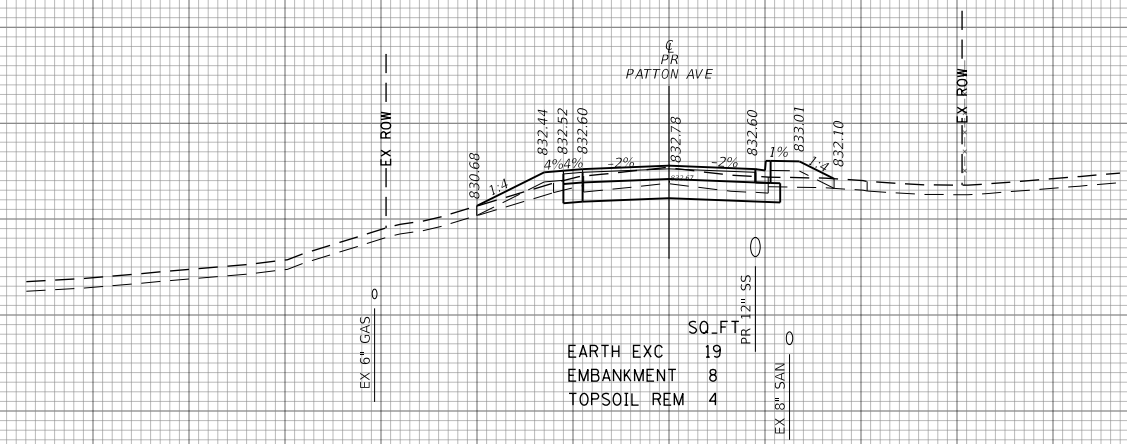 ℄
PR
PATTON AVE
EX ROW
EX ROW
830.68
832.44
832.52
832.60
832.78
832.60
833.01
832.10
1:4
4%
4%
-2%
-2%
1%
1:4
EX 6" GAS
PR 12" SS
EX 8" SAN
SQ_FT
EARTH EXC 19
EMBANKMENT 8
TOPSOIL REM 4